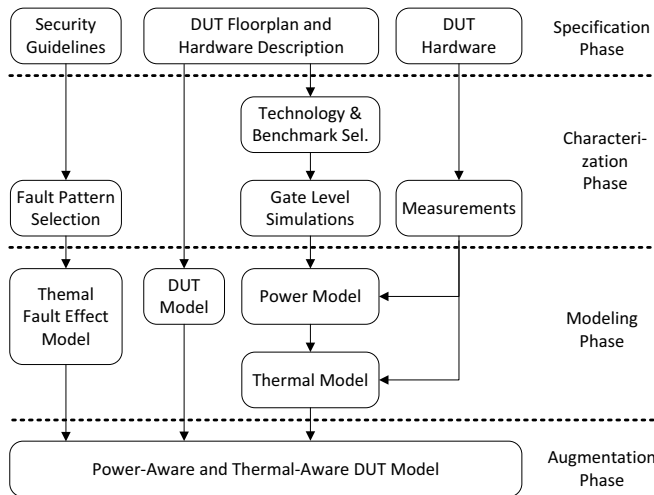 Security
Guidelines
DUT Floorplan and
Hardware Description
DUT
Hardware
Specification
Phase
Technology &
Benchmark Sel.
Characteri-
zation
Phase
Fault Pattern
Selection
Gate Level
Simulations
Measurements
Themal
Fault Effect
Model
DUT
Model
Power Model
Modeling
Phase
Thermal Model
Power-Aware and Thermal-Aware DUT Model
Augmentation
Phase